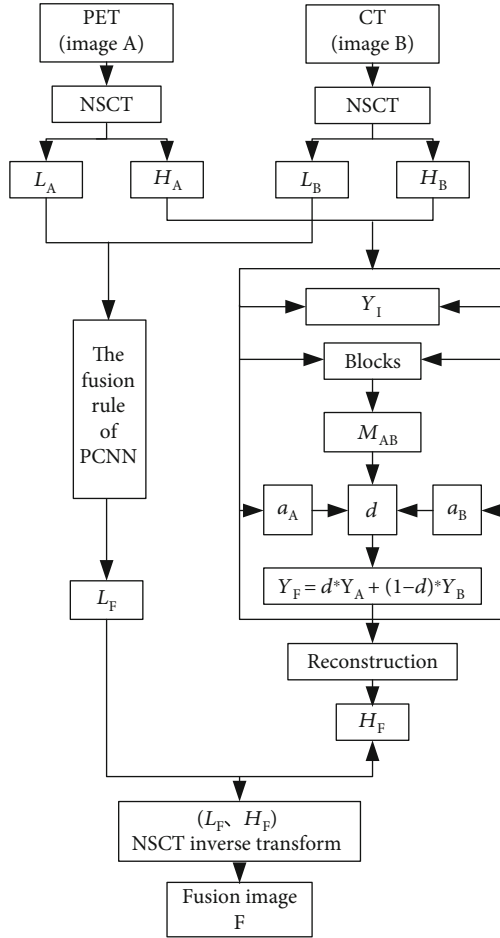 PET
(image A)
CT
(image B)
NSCT
NSCT
L_A
H_A
L_B
H_B
Y_I
The
fusion
rule
of
PCNN
Blocks
M_AB
a_A
d
a_B
Y_F = d*Y_A + (1–d)*Y_B
L_F
Reconstruction
H_F
(L_F、H_F)
NSCT inverse transform
Fusion image
F